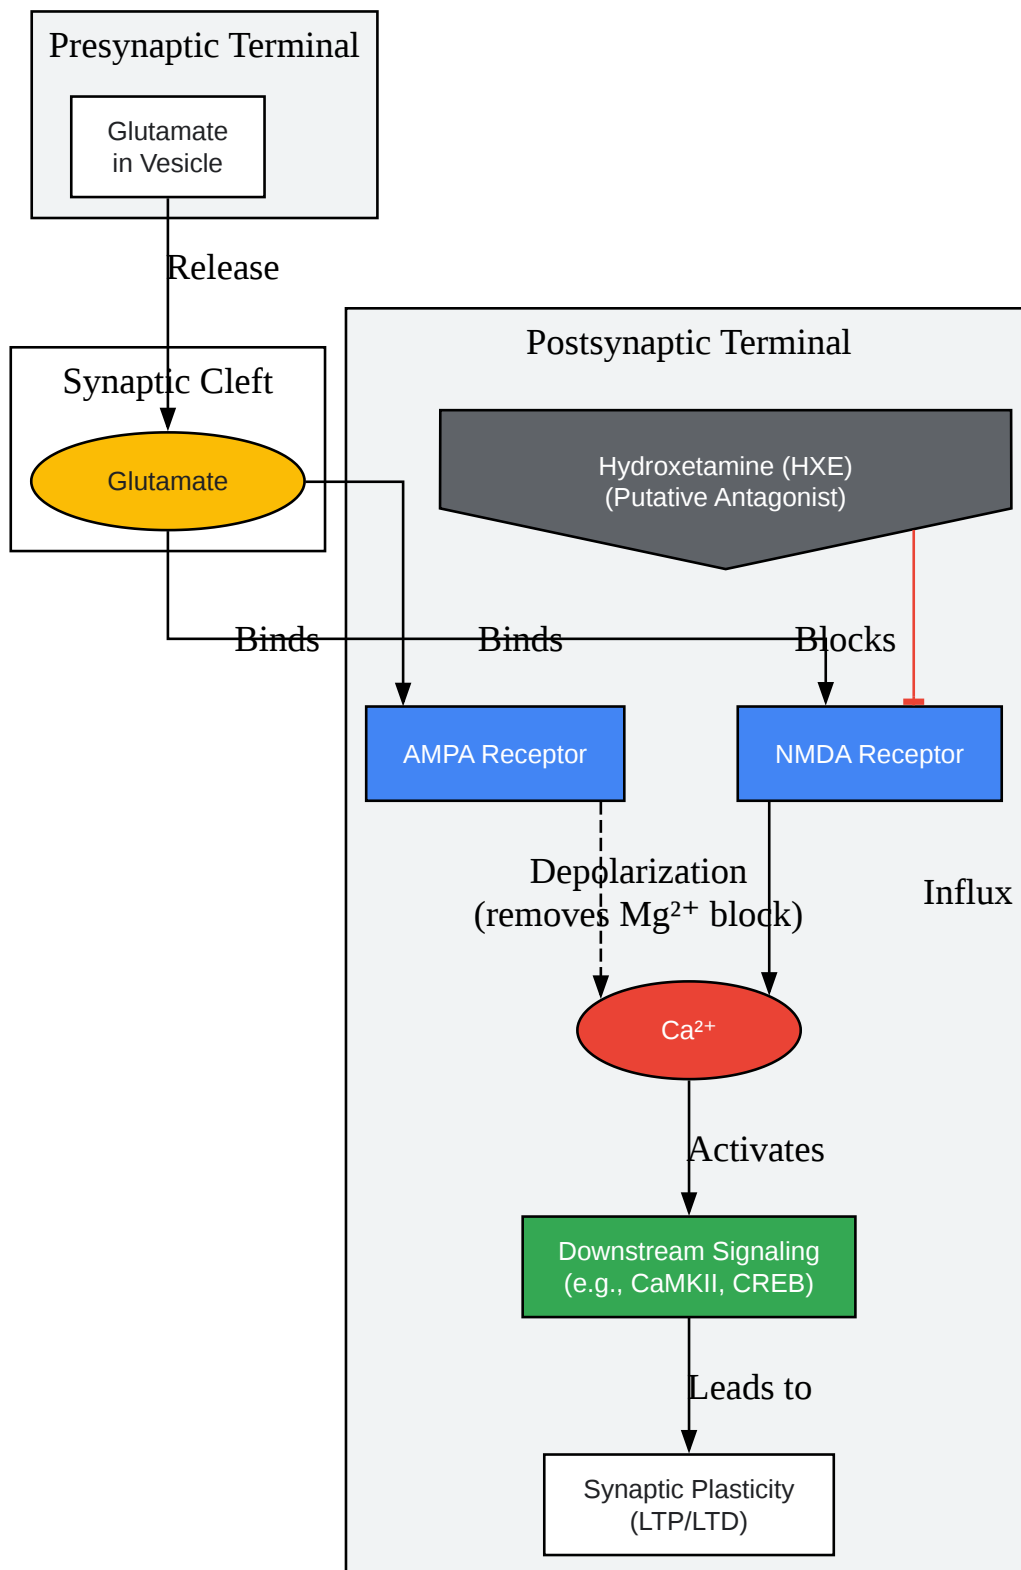 Presynaptic Terminal
Glutamate
in Vesicle
Release
Postsynaptic Terminal
Synaptic Cleft
Hydroxetamine (HXE)
(Putative Antagonist)
Glutamate
Binds
Binds
Blocks
AMPA Receptor
NMDA Receptor
Depolarization
(removes Mg²⁺ block)
Influx
Ca²⁺
Activates
Downstream Signaling
(e.g., CaMKII, CREB)
Leads to
Synaptic Plasticity
(LTP/LTD)